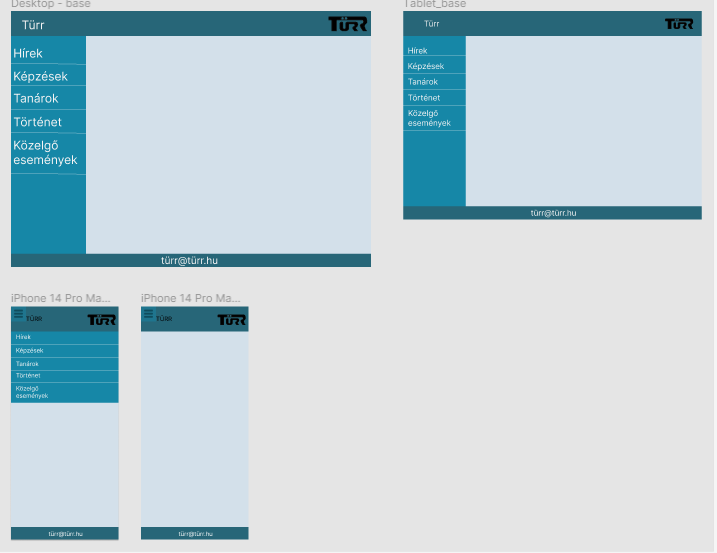 Desktop - base
Türr
TÜRR
Hírek
Képzések
Tanárok
Történet
Közelgő
események
türr@türr.hu
Tablet_base
Türr
TÜRR
Hírek
Képzések
Tanárok
Történet
Közelgő
események
türr@türr.hu
iPhone 14 Pro Ma...
TÜRR
TÜRR
Hírek
Képzések
Tanárok
Történet
Közelgő
események
türr@türr.hu
iPhone 14 Pro Ma...
TÜRR
TÜRR
türr@türr.hu